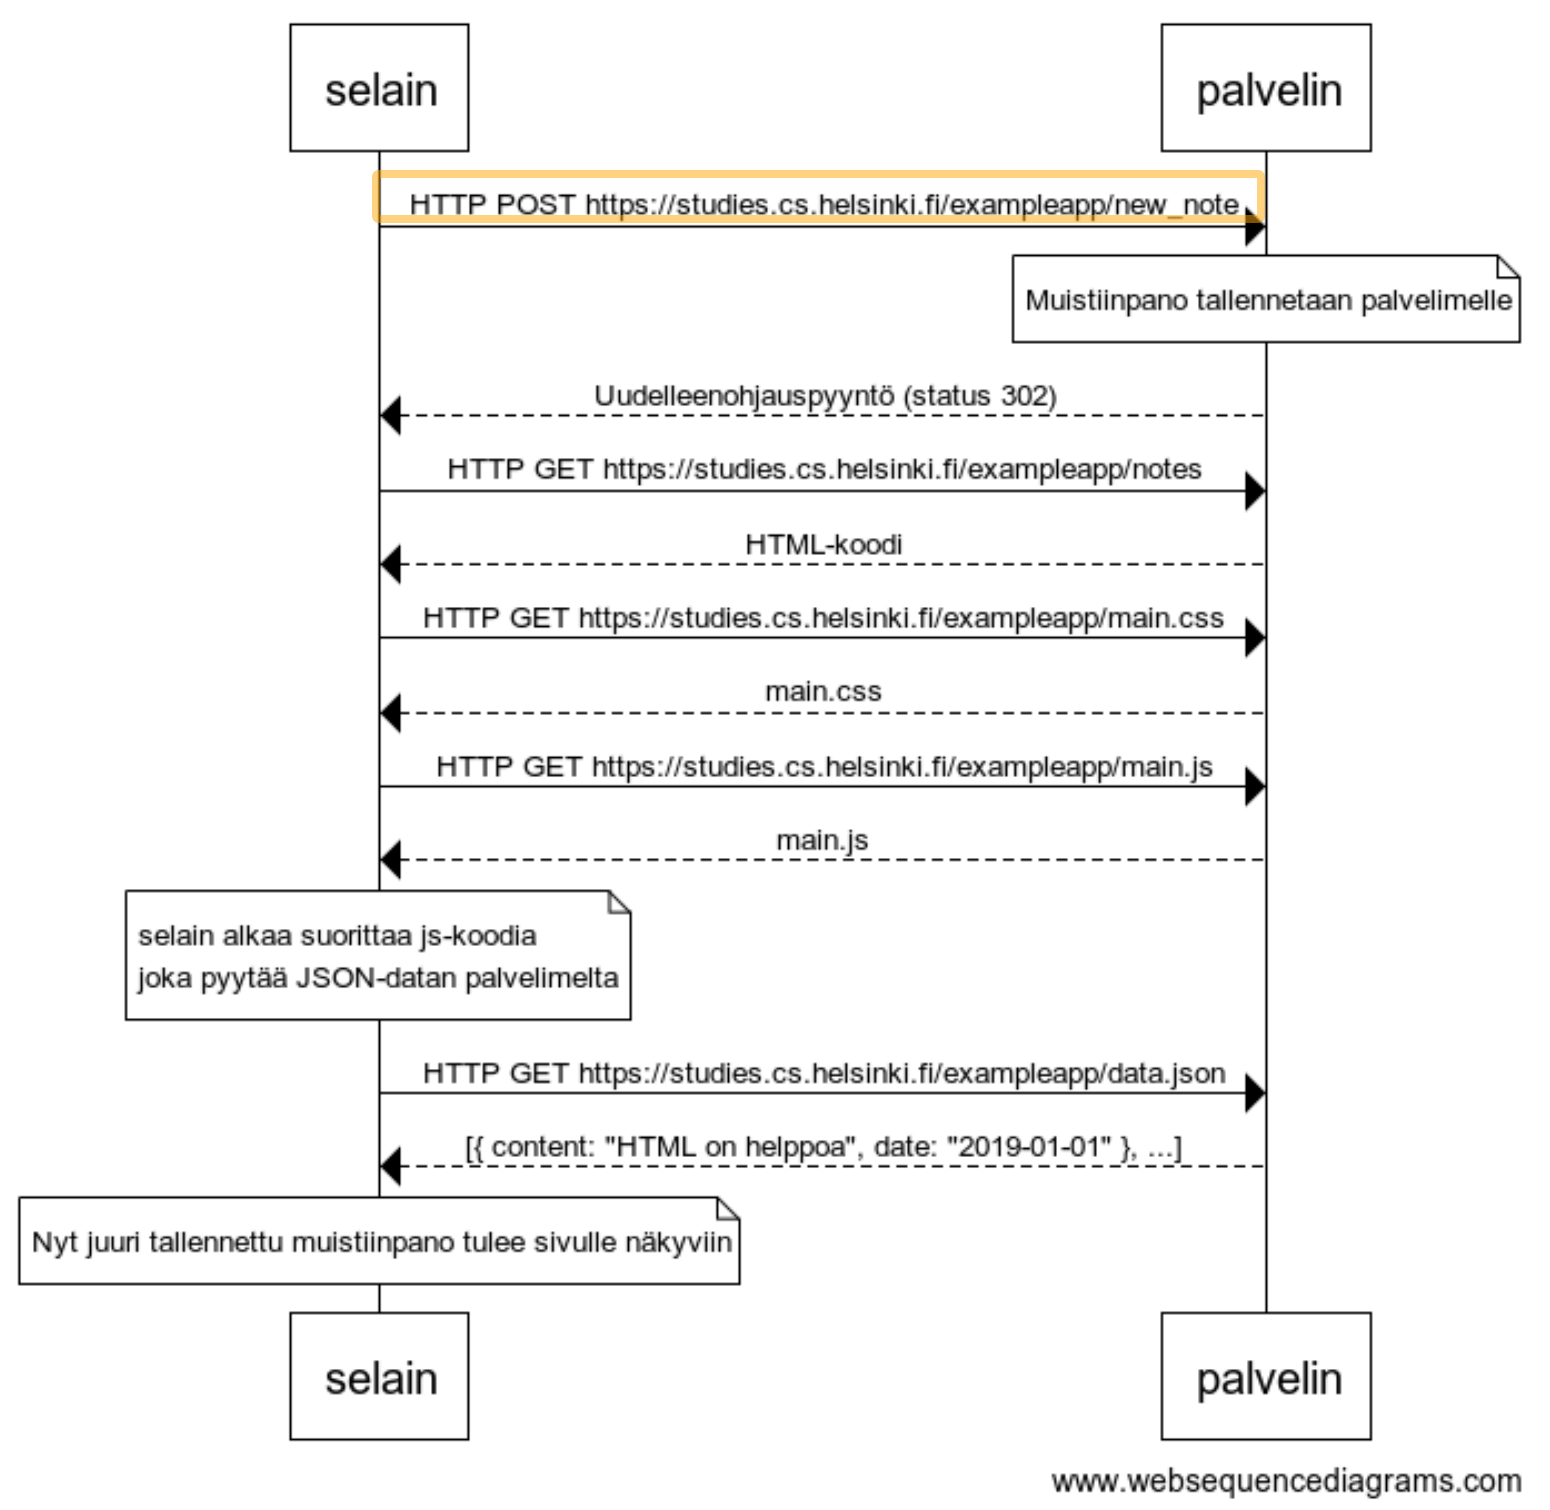 selain
palvelin
HTTP POST https://studies.cs.helsinki.fi/exampleapp/new_note
Muistiinpano tallennetaan palvelimelle
Uudelleenohjauspyyntö (status 302)
HTTP GET https://studies.cs.helsinki.fi/exampleapp/notes
HTML-koodi
HTTP GET https://studies.cs.helsinki.fi/exampleapp/main.css
main.css
HTTP GET https://studies.cs.helsinki.fi/exampleapp/main.js
main.js
selain alkaa suorittaa js-koodia
joka pyytää JSON-datan palvelimelta
HTTP GET https://studies.cs.helsinki.fi/exampleapp/data.json
[{ content: "HTML on helppoa", date: "2019-01-01" }, ...]
Nyt juuri tallennettu muistiinpano tulee sivulle näkyviin
selain
palvelin
www.websequencediagrams.com